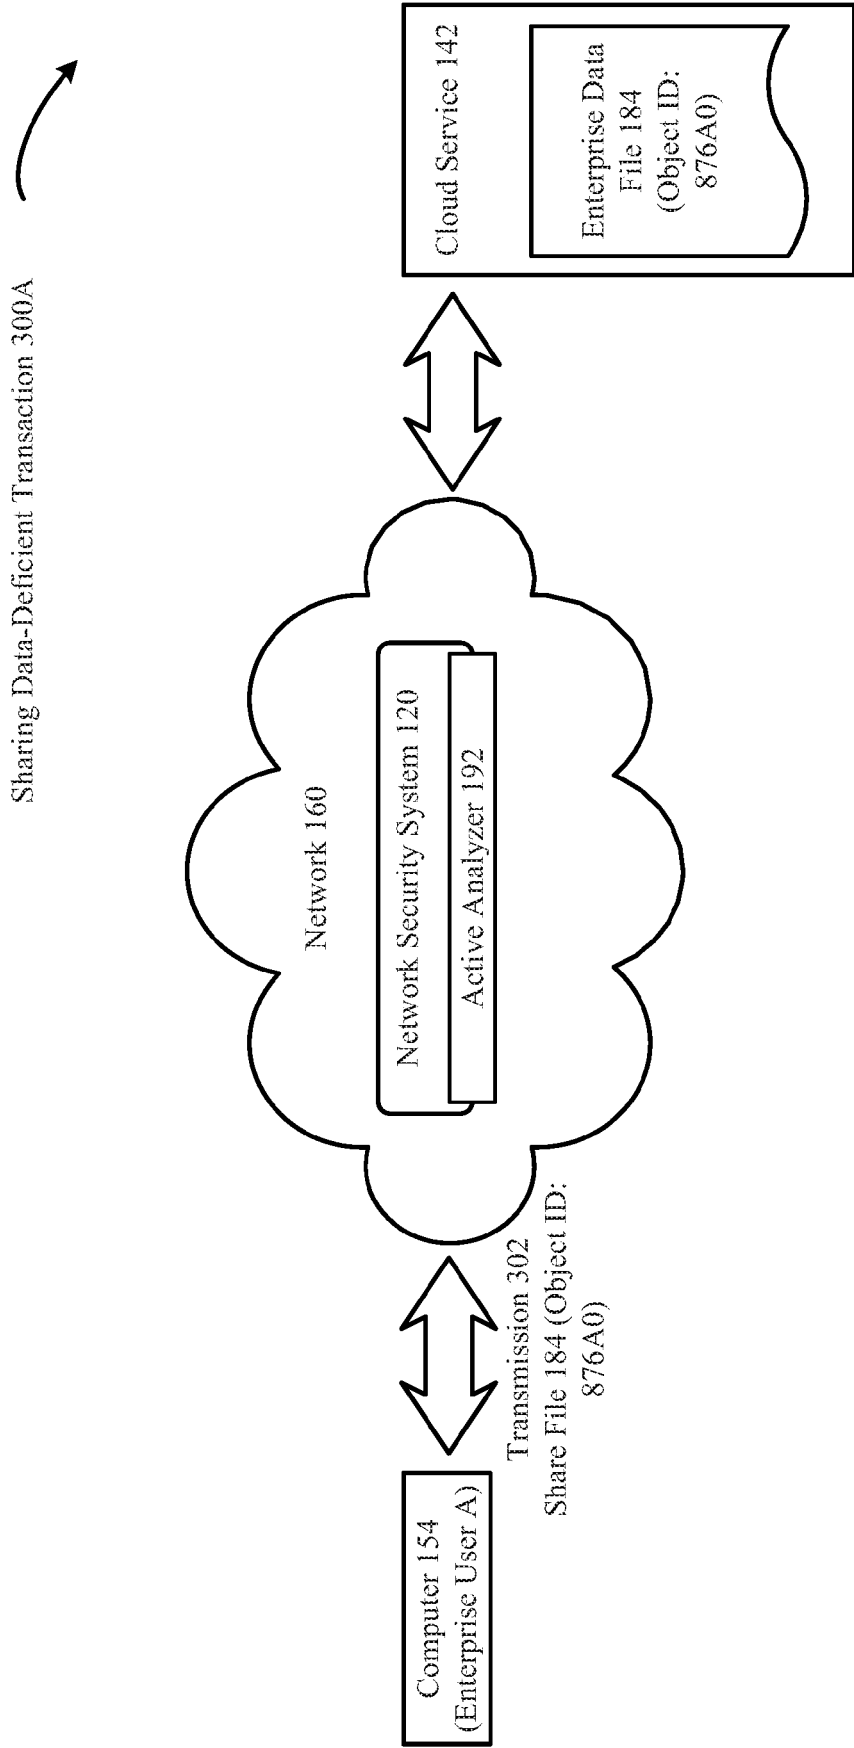 Sharing Data-Deficient Transaction 300A
Computer 154
(Enterprise User A)
Transmission 302
Share File 184 (Object ID:
876A0)
Network 160
Network Security System 120
Active Analyzer 192
Cloud Service 142
Enterprise Data
File 184
(Object ID:
876A0)